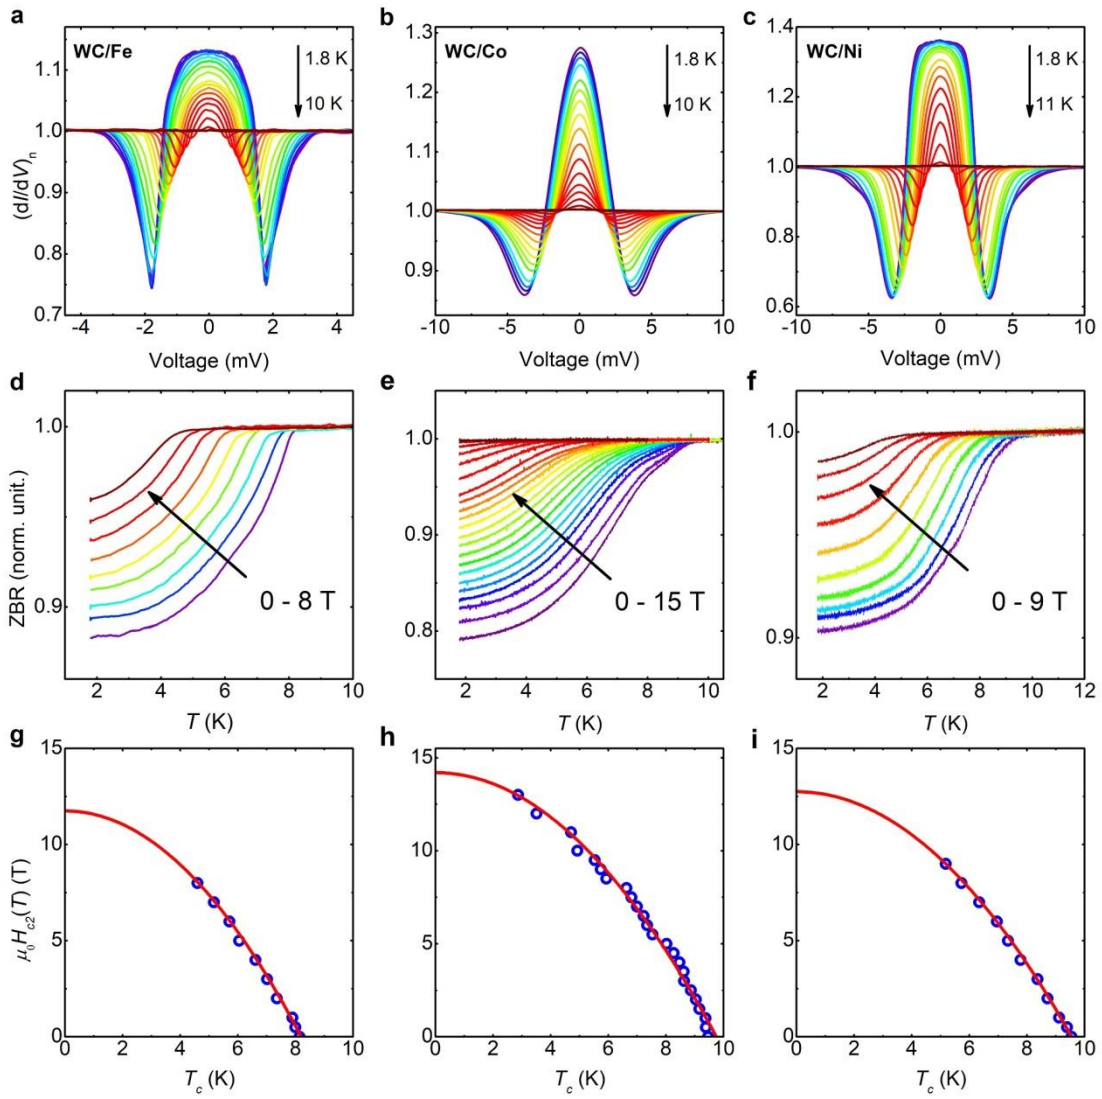 a
b
c
WC/Fe
1.8 K
10 K
WC/Co
1.8 K
10 K
WC/Ni
1.8 K
11 K
(dI/dV)ₙ
1.1
1.0
0.9
0.8
0.7
1.3
1.2
1.1
1.0
0.9
1.4
1.2
1.0
0.8
0.6
-4 -2 0 2 4
-10 -5 0 5 10
-10 -5 0 5 10
Voltage (mV)
Voltage (mV)
Voltage (mV)
d
e
f
ZBR (norm. unit.)
1.0
0.9
1.0
0.9
0.8
1.0
0.9
0 - 8 T
0 - 15 T
0 - 9 T
2 4 6 8 10
2 4 6 8 10
2 4 6 8 10 12
T (K)
T (K)
T (K)
g
h
i
μ₀H_c2(T) (T)
15
10
5
0
15
10
5
0
15
10
5
0
0 2 4 6 8 10
0 2 4 6 8 10
0 2 4 6 8 10
T_c (K)
T_c (K)
T_c (K)